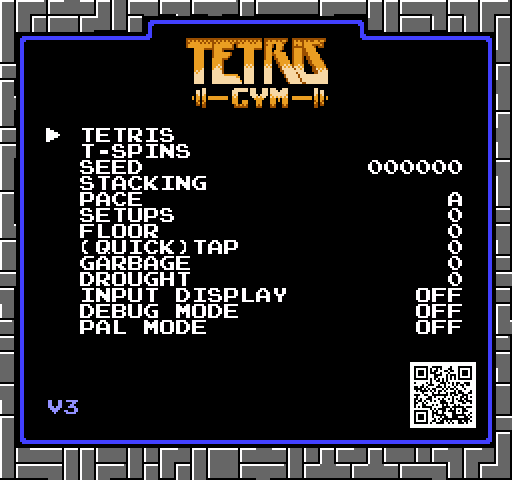 TETRIS
GYM
TETRIS
T-SPINS
SEED 000000
STACKING
PACE A
SETUPS 0
FLOOR 0
(QUICK)TAP 0
GARBAGE 0
DROUGHT 0
INPUT DISPLAY OFF
DEBUG MODE OFF
PAL MODE OFF
V3